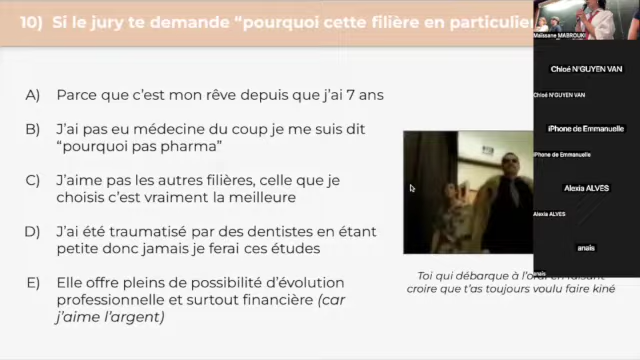 10) Si le jury te demande “pourquoi cette filière en particulier
A) Parce que c’est mon rêve depuis que j’ai 7 ans
B) J’ai pas eu médecine du coup je me suis dit
“pourquoi pas pharma”
C) J’aime pas les autres filières, celle que je
choisis c’est vraiment la meilleure
D) J’ai été traumatisé par des dentistes en étant
petite donc jamais je ferai ces études
E) Elle offre pleins de possibilité d’évolution
professionnelle et surtout financière (car
j’aime l’argent)
Toi qui débarque à l’oral en faisant
croire que t’as toujours voulu faire kiné
Maïssane MABROUKI
Chloé N'GUYEN VAN
Chloé N'GUYEN VAN
iPhone de Emmanuelle
iPhone de Emmanuelle
Alexia ALVES
Alexia ALVES
anaïs
anaïs